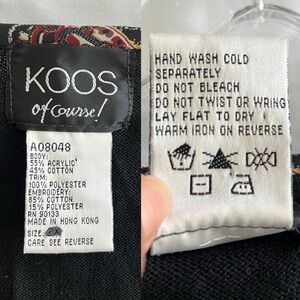 KOOS
of Course!
A08048
BODY:
55% ACRYLIC
45% COTTON
TRIM:
100% POLYESTER
EMBROIDERY:
85% COTTON
15% POLYESTER
RN 90133
MADE IN HONG KONG
SIZE:
CARE SEE REVERSE
HAND WASH COLD
SEPARATELY
DO NOT BLEACH
DO NOT TWIST OR WRING
LAY FLAT TO DRY
WARM IRON ON REVERSE